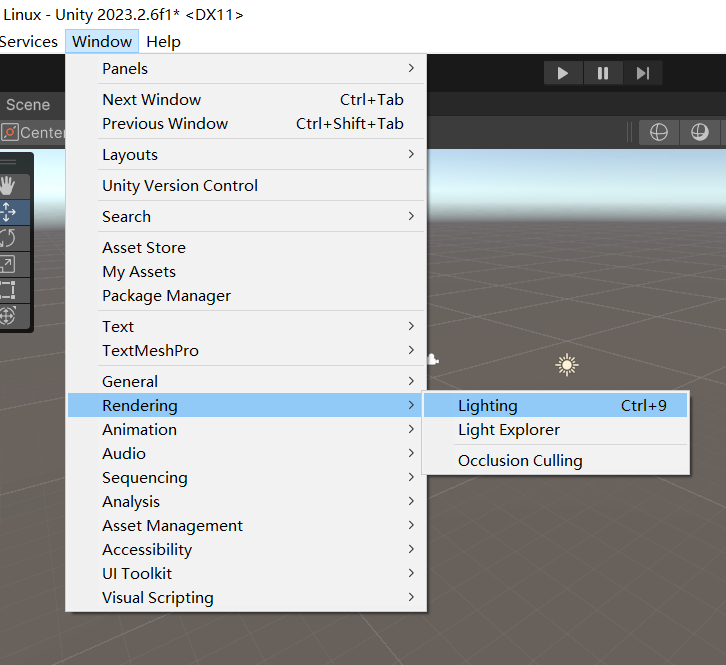 Linux - Unity 2023.2.6f1* <DX11>
Services Window Help
Panels
Next Window Ctrl+Tab
Previous Window Ctrl+Shift+Tab
Layouts
Unity Version Control
Search
Asset Store
My Assets
Package Manager
Text
TextMeshPro
General
Rendering
Animation
Audio
Sequencing
Analysis
Asset Management
Accessibility
UI Toolkit
Visual Scripting
Lighting Ctrl+9
Light Explorer
Occlusion Culling
Scene
Center